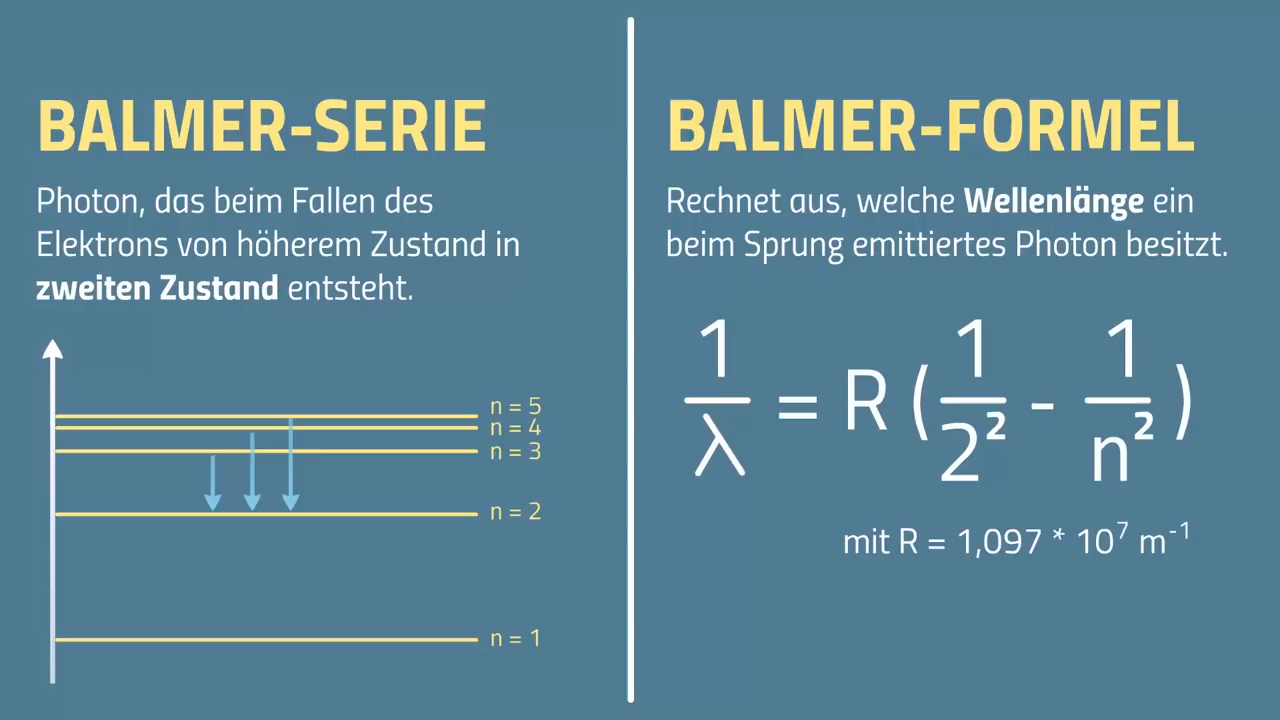 BALMER-SERIE
Photon, das beim Fallen des
Elektrons von höherem Zustand in
zweiten Zustand entsteht.
n = 5
n = 4
n = 3
n = 2
n = 1
BALMER-FORMEL
Rechnet aus, welche Wellenlänge ein
beim Sprung emittiertes Photon besitzt.
1/λ = R (1/2² - 1/n²)
mit R = 1,097 * 10⁷ m⁻¹